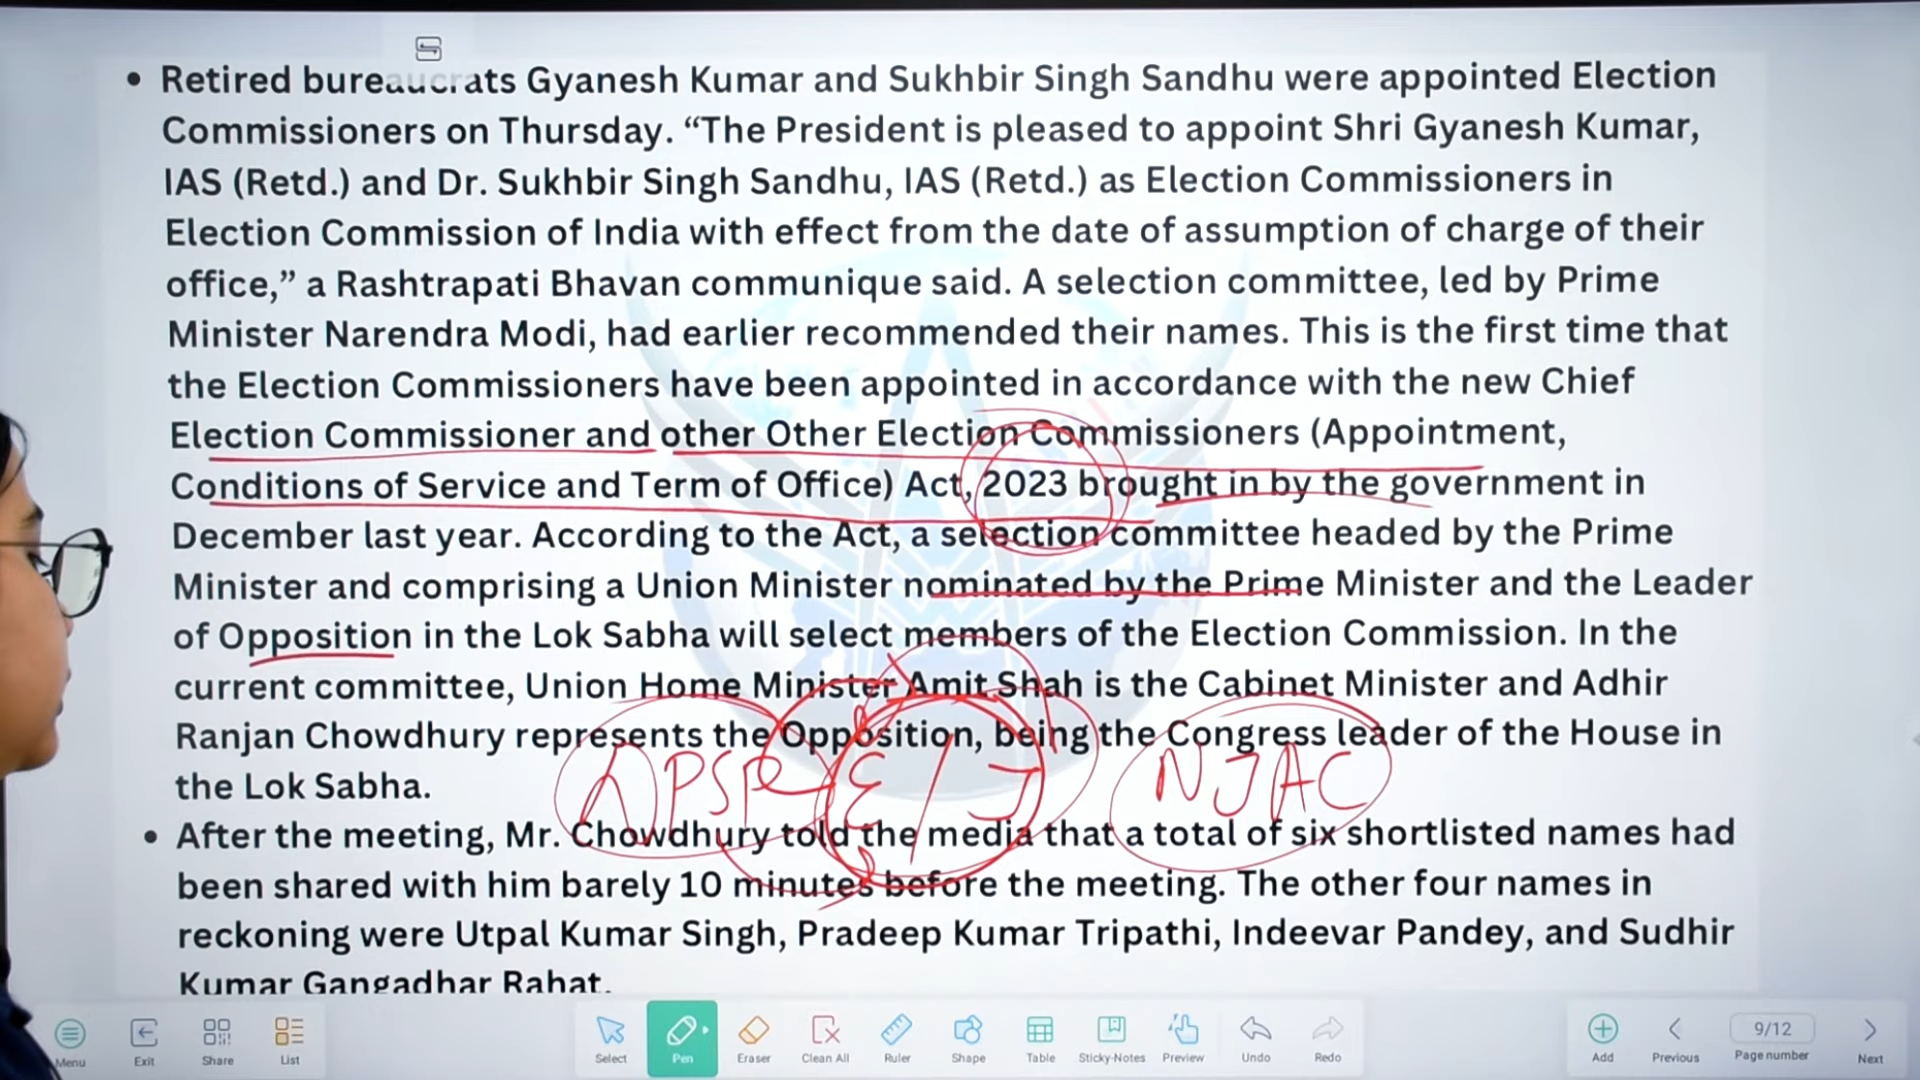 Retired bureaucrats Gyanesh Kumar and Sukhbir Singh Sandhu were appointed Election
Commissioners on Thursday. “The President is pleased to appoint Shri Gyanesh Kumar,
IAS (Retd.) and Dr. Sukhbir Singh Sandhu, IAS (Retd.) as Election Commissioners in
Election Commission of India with effect from the date of assumption of charge of their
office,” a Rashtrapati Bhavan communique said. A selection committee, led by Prime
Minister Narendra Modi, had earlier recommended their names. This is the first time that
the Election Commissioners have been appointed in accordance with the new Chief
Election Commissioner and other Other Election Commissioners (Appointment,
Conditions of Service and Term of Office) Act, 2023 brought in by the government in
December last year. According to the Act, a selection committee headed by the Prime
Minister and comprising a Union Minister nominated by the Prime Minister and the Leader
of Opposition in the Lok Sabha will select members of the Election Commission. In the
current committee, Union Home Minister Amit Shah is the Cabinet Minister and Adhir
Ranjan Chowdhury represents the Opposition, being the Congress leader of the House in
the Lok Sabha.
DPSP E/J NJAC
After the meeting, Mr. Chowdhury told the media that a total of six shortlisted names had
been shared with him barely 10 minutes before the meeting. The other four names in
reckoning were Utpal Kumar Singh, Pradeep Kumar Tripathi, Indeevar Pandey, and Sudhir
Kumar Gangadhar Rahat.
Menu Exit Share List Select Pen Eraser Clean All Ruler Shape Table Sticky-Notes Preview Undo Redo Add Previous 9/12 Page number Next